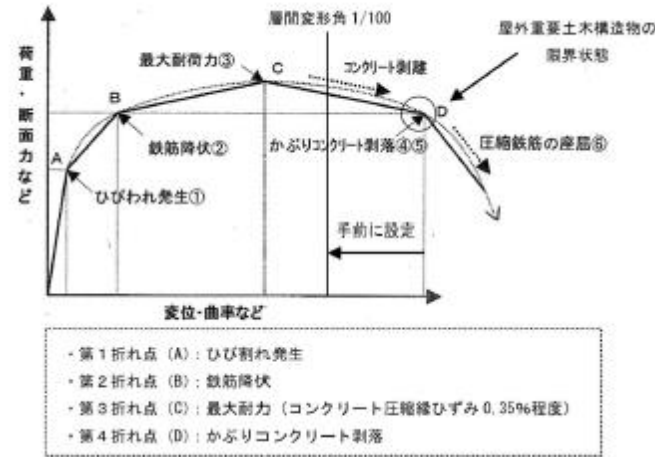 層間変形角 1/100
屋外重要土木構造物の
限界状態
最大耐荷力③
C
コンクリート剥離
荷重・断面力など
B
D
鉄筋降伏②
かぶりコンクリート剥落④⑤
圧縮鉄筋の座屈⑥
A
ひびわれ発生①
手前に設定
変位・曲率など
・第1折れ点 (A) : ひび割れ発生
・第2折れ点 (B) : 鉄筋降伏
・第3折れ点 (C) : 最大耐力 (コンクリート圧縮縁ひずみ 0.35%程度)
・第4折れ点 (D) : かぶりコンクリート剥落